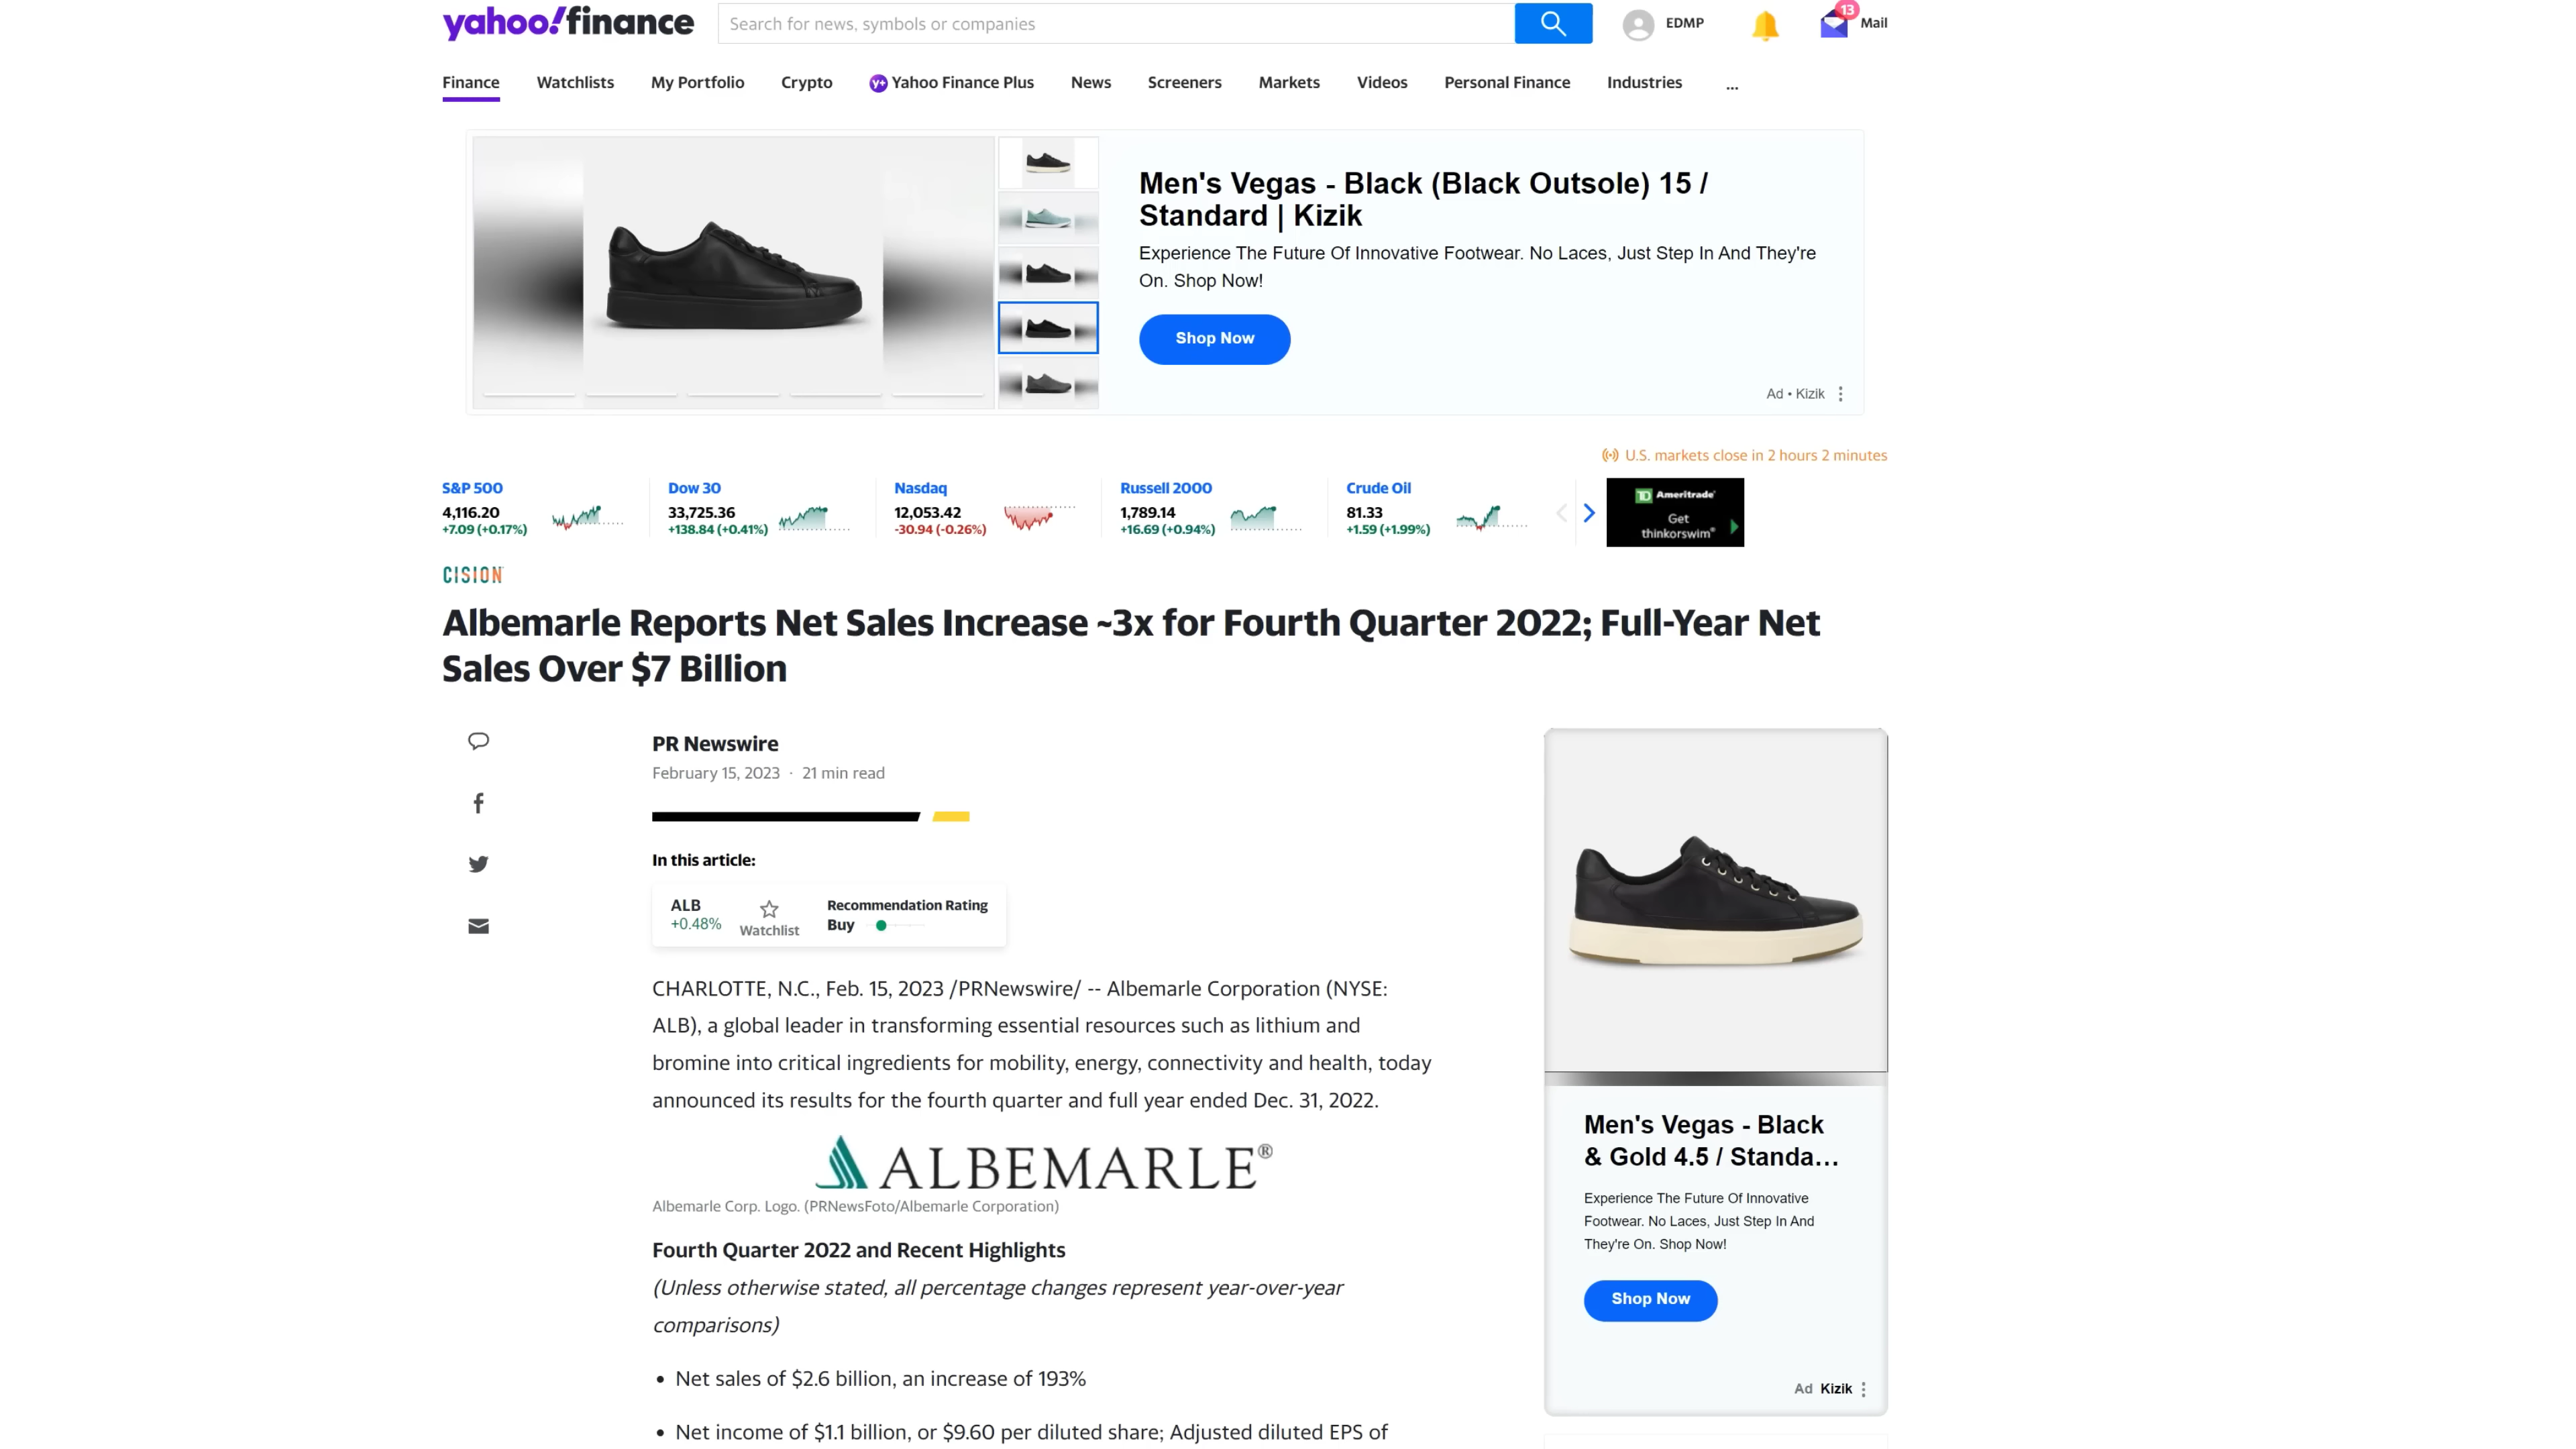 yahoo!finance
Search for news, symbols or companies
EDMP
13
Mail
Finance
Watchlists
My Portfolio
Crypto
y+ Yahoo Finance Plus
News
Screeners
Markets
Videos
Personal Finance
Industries
...
Men's Vegas - Black (Black Outsole) 15 /
Standard | Kizik
Experience The Future Of Innovative Footwear. No Laces, Just Step In And They're
On. Shop Now!
Shop Now
Ad • Kizik
U.S. markets close in 2 hours 2 minutes
S&P 500
4,116.20
+7.09 (+0.17%)
Dow 30
33,725.36
+138.84 (+0.41%)
Nasdaq
12,053.42
-30.94 (-0.26%)
Russell 2000
1,789.14
+16.69 (+0.94%)
Crude Oil
81.33
+1.59 (+1.99%)
TD Ameritrade
Get
thinkorswim®
CISION
Albemarle Reports Net Sales Increase ~3x for Fourth Quarter 2022; Full-Year Net
Sales Over $7 Billion
PR Newswire
February 15, 2023 · 21 min read
In this article:
ALB
+0.48%
Watchlist
Recommendation Rating
Buy
CHARLOTTE, N.C., Feb. 15, 2023 /PRNewswire/ -- Albemarle Corporation (NYSE:
ALB), a global leader in transforming essential resources such as lithium and
bromine into critical ingredients for mobility, energy, connectivity and health, today
announced its results for the fourth quarter and full year ended Dec. 31, 2022.
ALBEMARLE®
Albemarle Corp. Logo. (PRNewsFoto/Albemarle Corporation)
Fourth Quarter 2022 and Recent Highlights
(Unless otherwise stated, all percentage changes represent year-over-year
comparisons)
• Net sales of $2.6 billion, an increase of 193%
• Net income of $1.1 billion, or $9.60 per diluted share; Adjusted diluted EPS of
Men's Vegas - Black
& Gold 4.5 / Standa...
Experience The Future Of Innovative
Footwear. No Laces, Just Step In And
They're On. Shop Now!
Shop Now
Ad Kizik